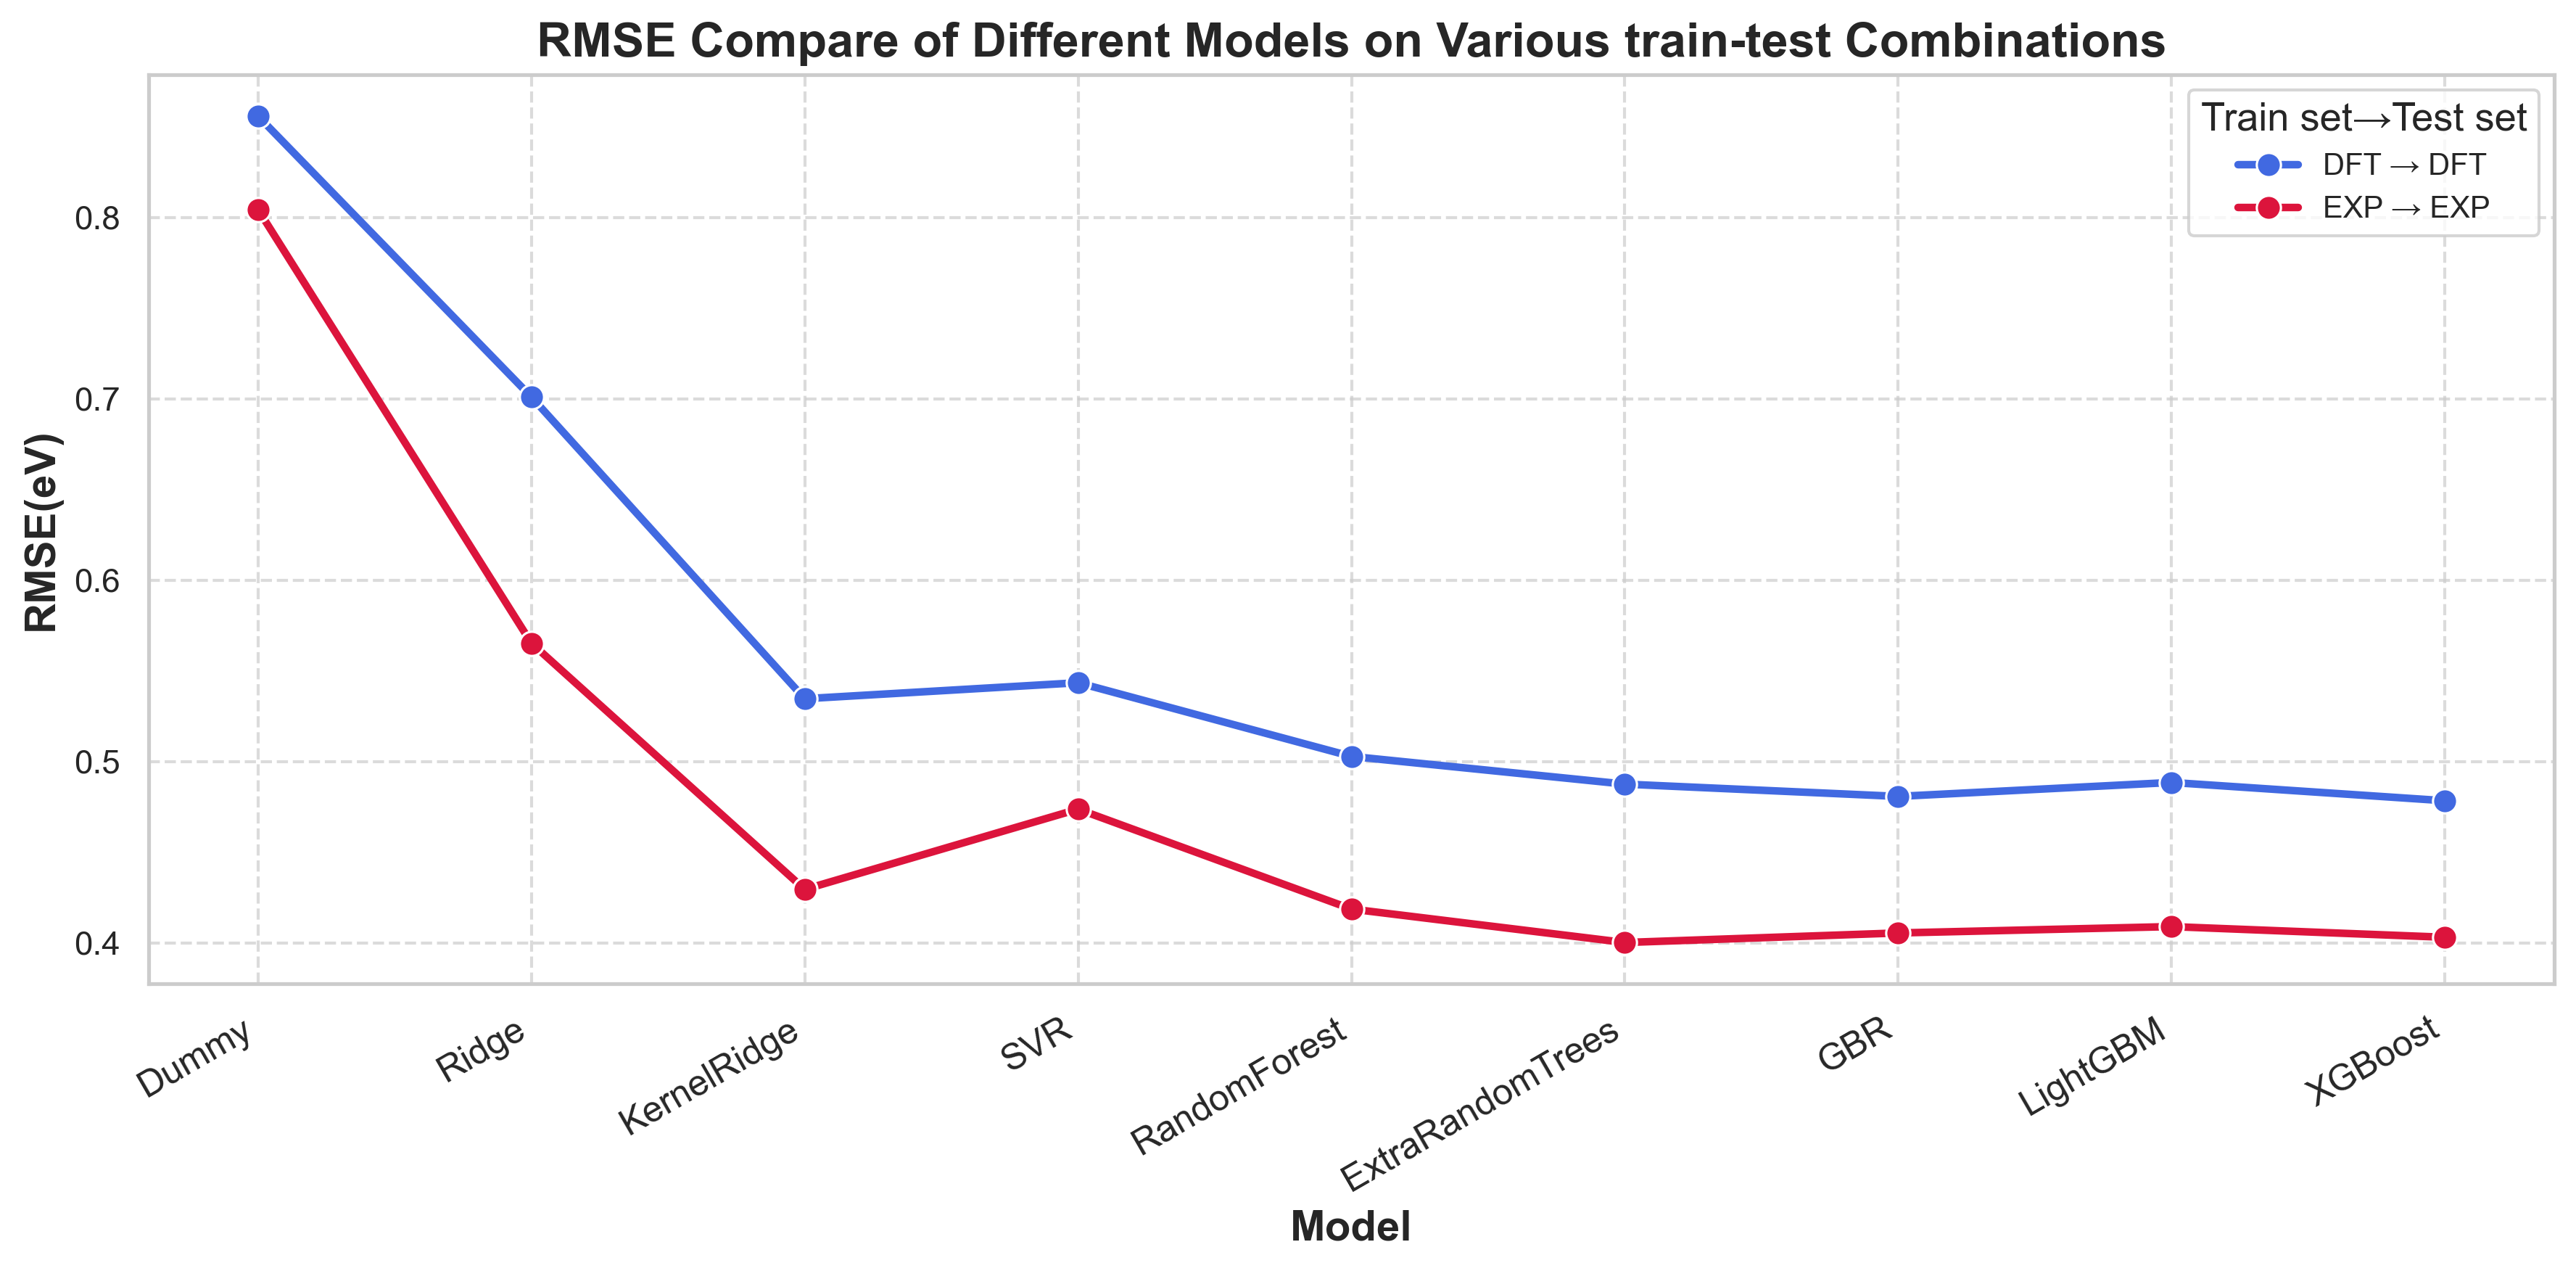 RMSE Compare of Different Models on Various train-test Combinations
Train set→Test set
DFT → DFT
EXP → EXP
RMSE(eV)
0.8
0.7
0.6
0.5
0.4
Dummy
Ridge
KernelRidge
SVR
RandomForest
ExtraRandomTrees
GBR
LightGBM
XGBoost
Model